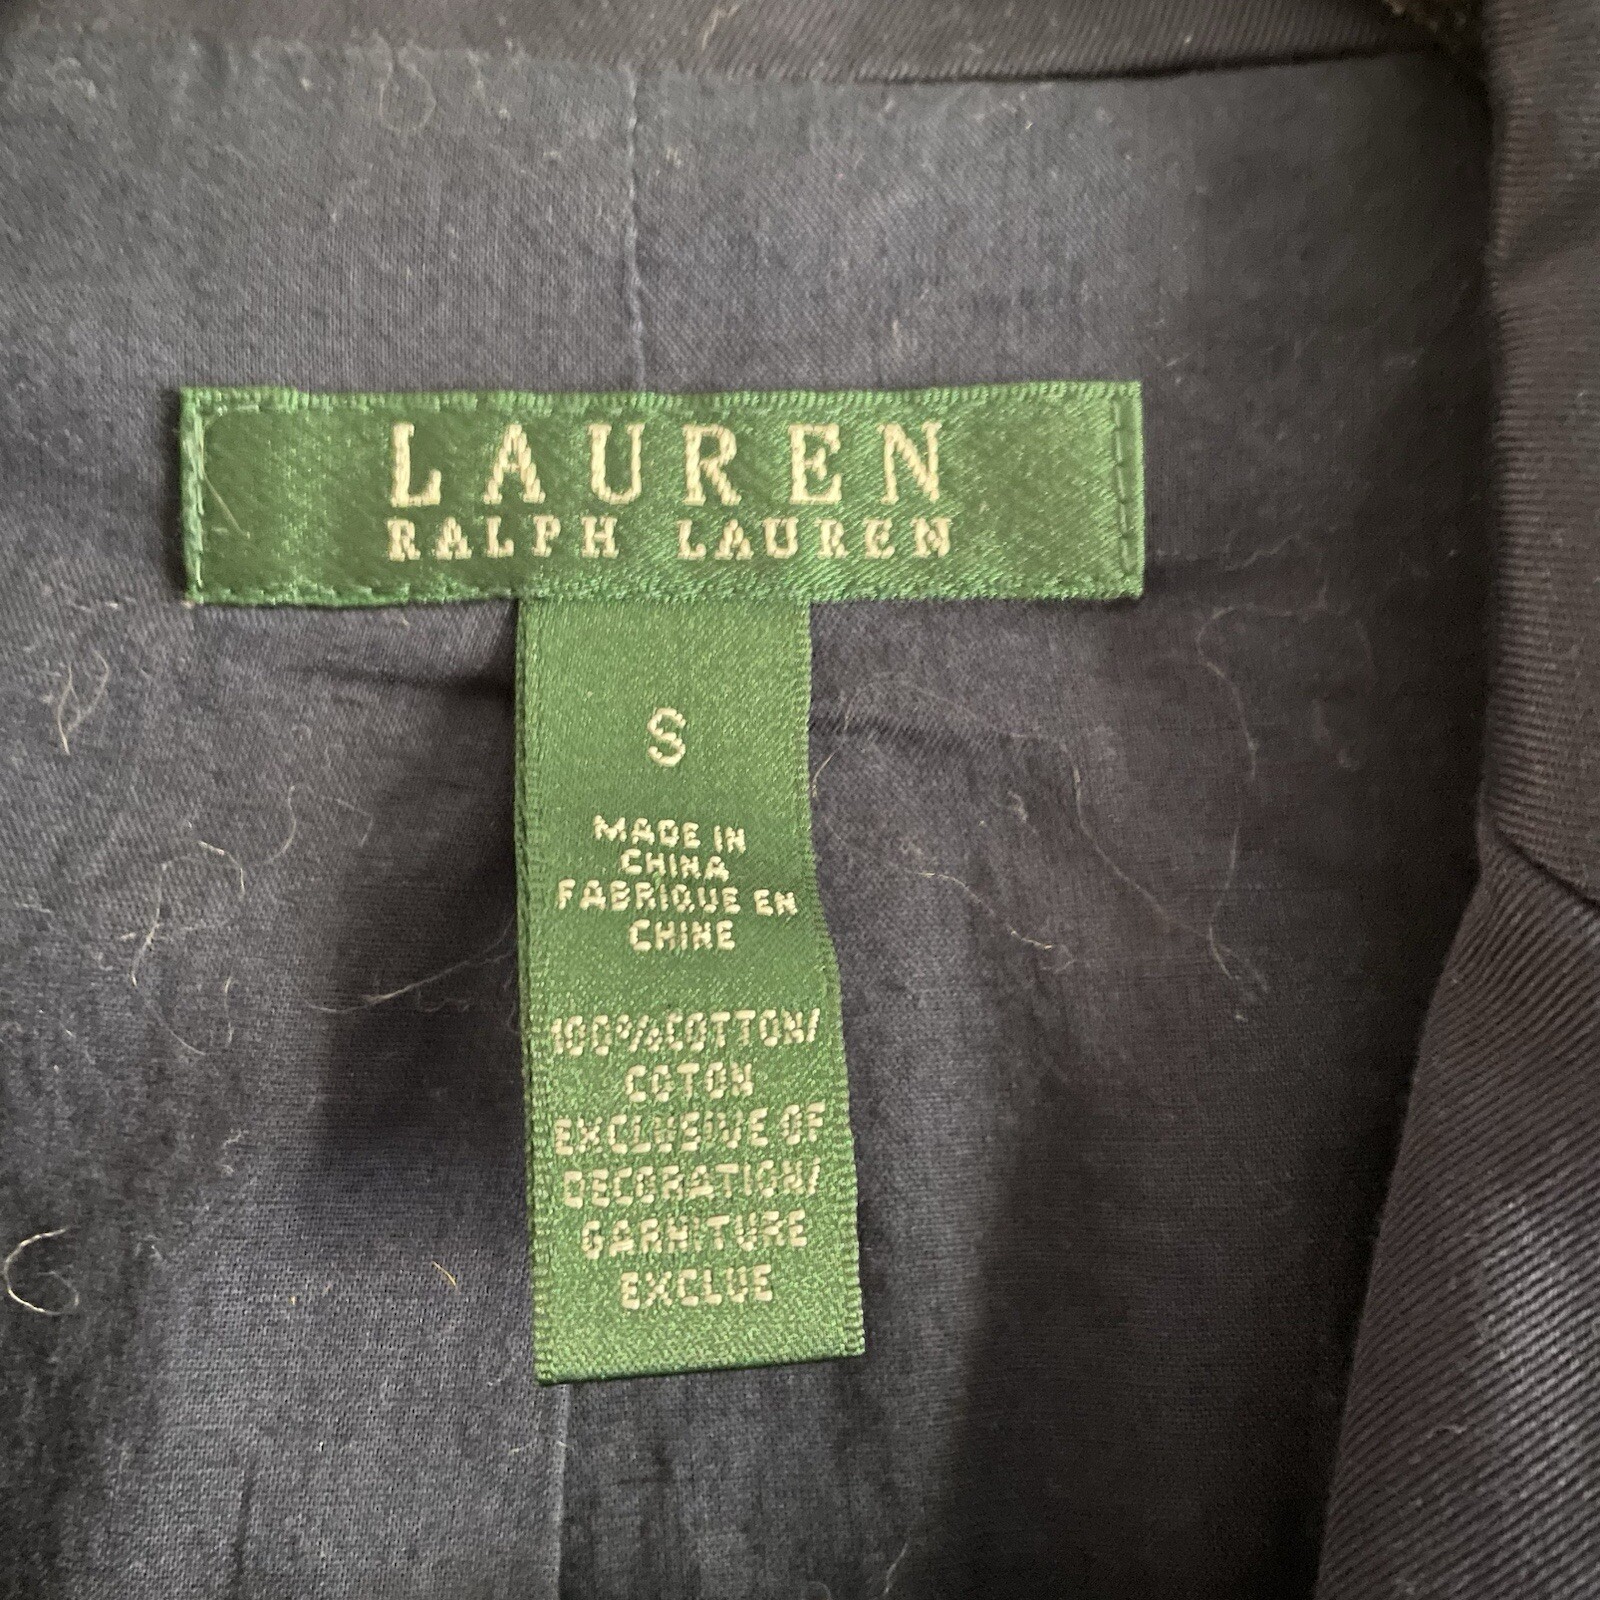 LAUREN
RALPH LAUREN
S
MADE IN
CHINA
FABRIQUE EN
CHINE
100%COTTON/
COTON
EXCLUSIVE OF
DECORATION/
GARNITURE
EXCLUE